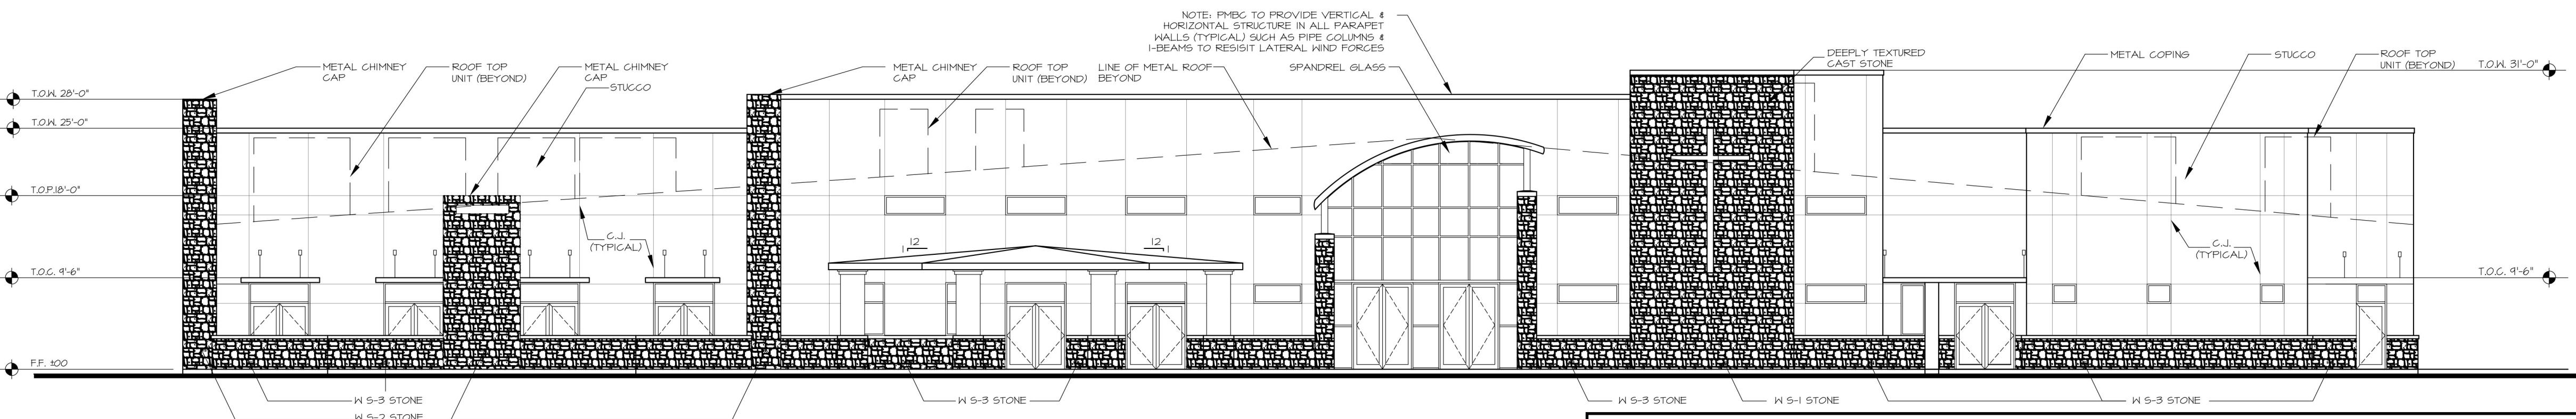 NOTE: PMBC TO PROVIDE VERTICAL &
HORIZONTAL STRUCTURE IN ALL PARAPET
WALLS (TYPICAL) SUCH AS PIPE COLUMNS &
I-BEAMS TO RESISIT LATERAL WIND FORCES
METAL CHIMNEY
CAP
ROOF TOP
UNIT (BEYOND)
METAL CHIMNEY
CAP
STUCCO
METAL CHIMNEY
CAP
ROOF TOP
UNIT (BEYOND)
LINE OF METAL ROOF
BEYOND
SPANDREL GLASS
DEEPLY TEXTURED
CAST STONE
METAL COPING
STUCCO
ROOF TOP
UNIT (BEYOND)
T.O.W. 31'-0"
T.O.W. 28'-0"
T.O.W. 25'-0"
T.O.P.18'-0"
C.J.
(TYPICAL)
12
1
12
1
C.J.
(TYPICAL)
T.O.C. 9'-6"
T.O.C. 9'-6"
F.F. ±00
W S-3 STONE
W S-2 STONE
W S-3 STONE
W S-3 STONE
W S-1 STONE
W S-3 STONE